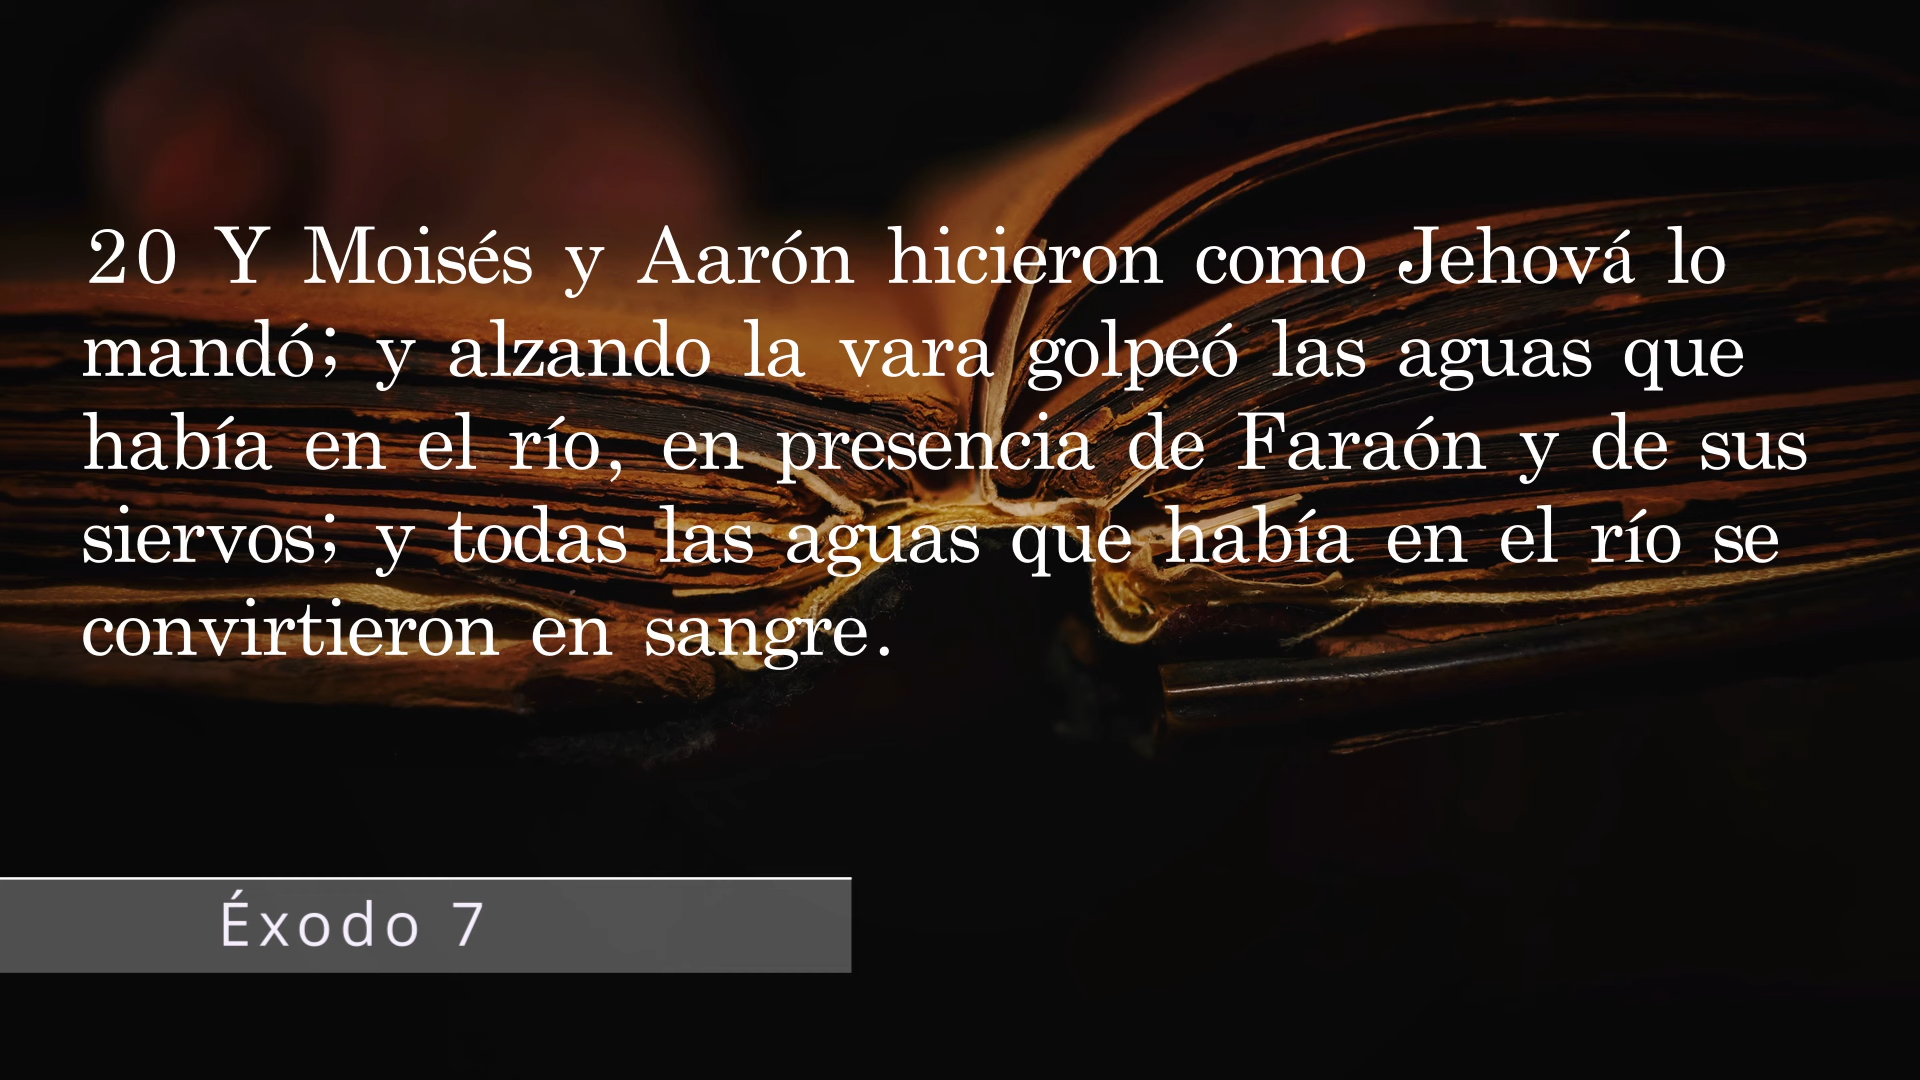 20 Y Moisés y Aarón hicieron como Jehová lo
mandó; y alzando la vara golpeó las aguas que
había en el río, en presencia de Faraón y de sus
siervos; y todas las aguas que había en el río se
convirtieron en sangre.
Éxodo 7